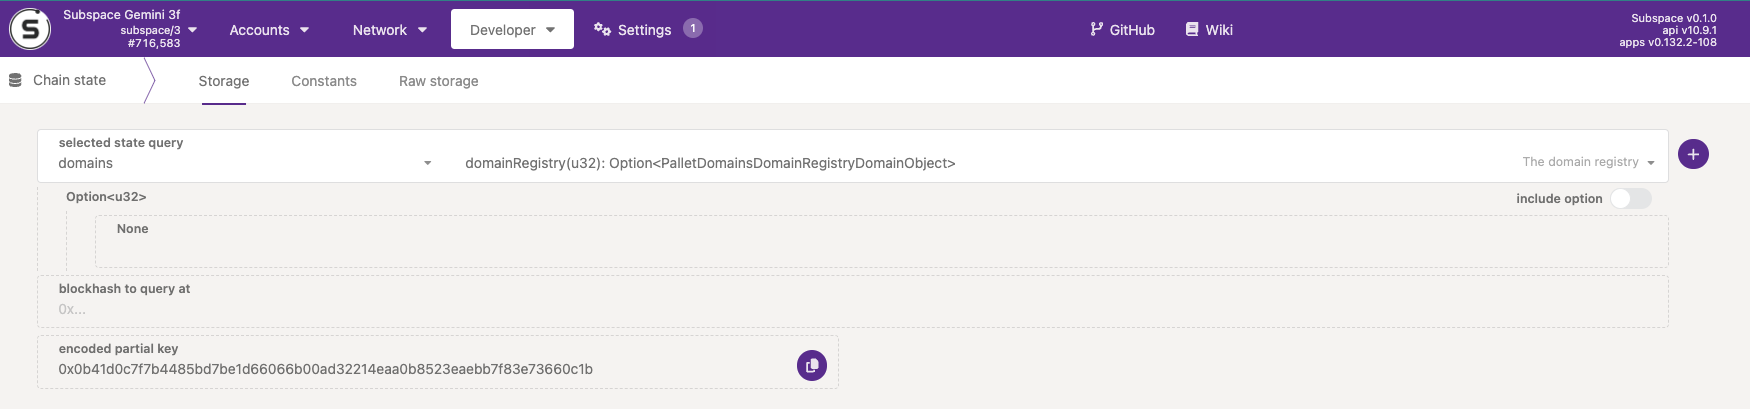 Subspace Gemini 3f
subspace/3
#716,583
Accounts
Network
Developer
Settings
1
GitHub
Wiki
Subspace v0.1.0
api v10.9.1
apps v0.132.2-108
Chain state
Storage
Constants
Raw storage
selected state query
domains
domainRegistry(u32): Option<PalletDomainsDomainRegistryDomainObject>
The domain registry
Option<u32>
include option
None
blockhash to query at
0x...
encoded partial key
0x0b41d0c7f7b4485bd7be1d66066b00ad32214eaa0b8523eaebb7f83e73660c1b